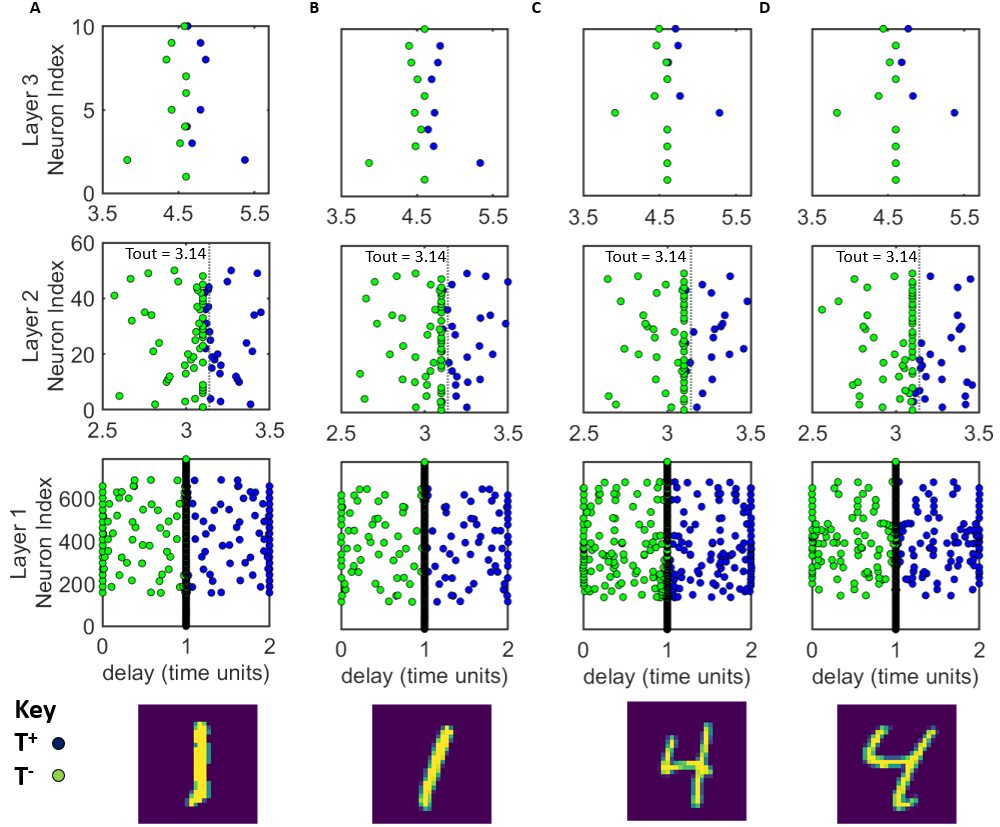 A B C D
Layer 3
Neuron Index
10
5
0
3.5 4.5 5.5 3.5 4.5 5.5 3.5 4.5 5.5 3.5 4.5 5.5
Layer 2
Neuron Index
60
40
20
0
Tout = 3.14 Tout = 3.14 Tout = 3.14 Tout = 3.14
2.5 3 3.5 2.5 3 3.5 2.5 3 3.5 2.5 3 3.5
Layer 1
Neuron Index
600
400
200
0
0 1 2 0 1 2 0 1 2 0 1 2
delay (time units) delay (time units) delay (time units) delay (time units)
Key
T+
T-
1 1 4 4